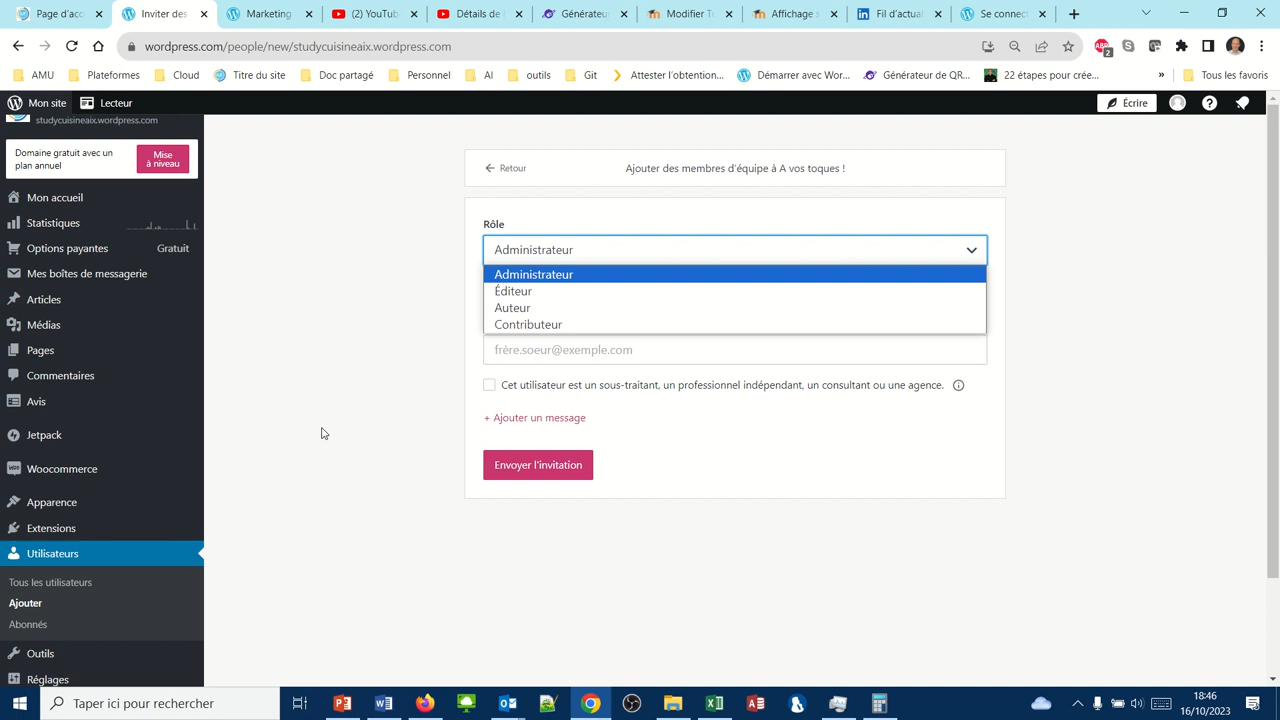 Page d'acc
Inviter des
Marketing
(2) YouTub
Détails de l
Générateu
Modifier Te
Affichage c
Fil d'actual
Se connect
wordpress.com/people/new/studycuisineaix.wordpress.com
AMU
Plateformes
Cloud
Titre du site
Doc partagé
Personnel
AI
outils
Git
Attester l'obtention...
Démarrer avec Wor...
Générateur de QR...
22 étapes pour crée...
»
Tous les favoris
Mon site
Lecteur
Écrire
studycuisineaix.wordpress.com
Domaine gratuit avec un
plan annuel
Mise
à niveau
Mon accueil
Statistiques
Options payantes
Gratuit
Mes boîtes de messagerie
Articles
Médias
Pages
Commentaires
Avis
Jetpack
Woocommerce
Apparence
Extensions
Utilisateurs
Tous les utilisateurs
Ajouter
Abonnés
Outils
Réglages
Retour
Ajouter des membres d'équipe à A vos toques !
Rôle
Administrateur
Administrateur
Éditeur
Auteur
Contributeur
frère.soeur@exemple.com
Cet utilisateur est un sous-traitant, un professionnel indépendant, un consultant ou une agence.
+ Ajouter un message
Envoyer l'invitation
Taper ici pour rechercher
18:46
16/10/2023